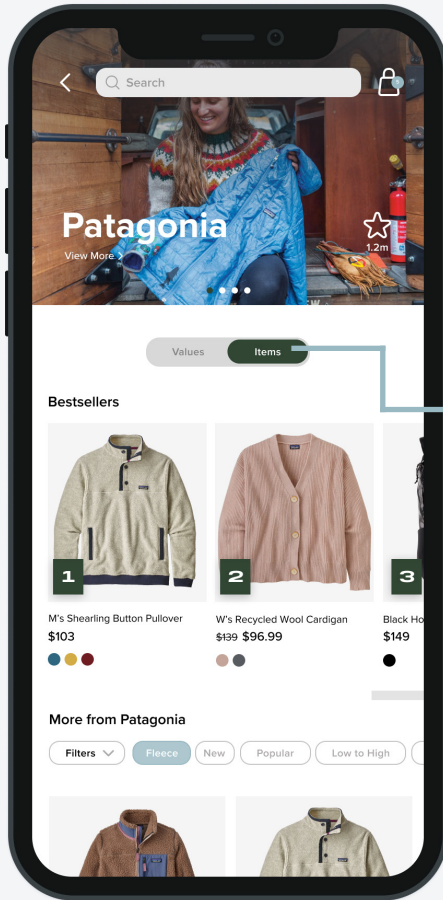 Search
Patagonia
View More >
1.2m
Values
Items
Bestsellers
1
2
3
M's Shearling Button Pullover
W's Recycled Wool Cardigan
Black Ho
$103
$139 $96.99
$149
More from Patagonia
Filters
Fleece
New
Popular
Low to High